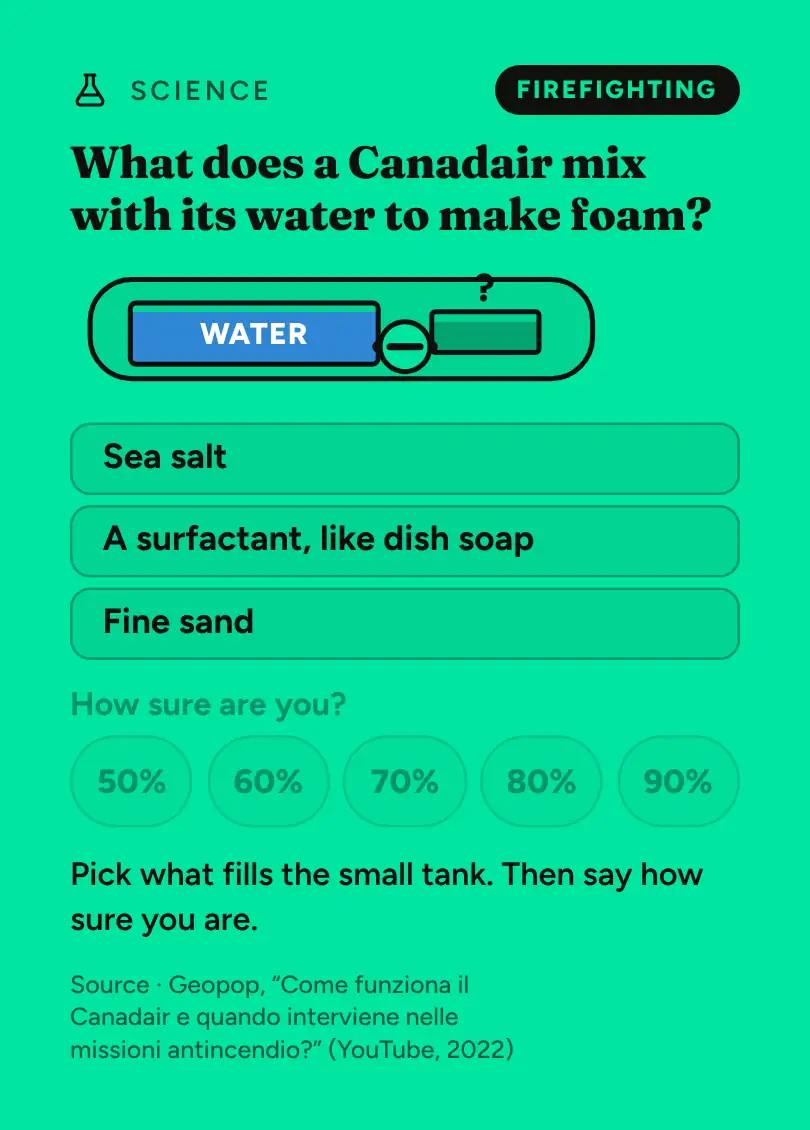 SCIENCE
FIREFIGHTING
What does a Canadair mix
with its water to make foam?
?
WATER
Sea salt
A surfactant, like dish soap
Fine sand
How sure are you?
50%
60%
70%
80%
90%
Pick what fills the small tank. Then say how
sure you are.
Source · Geopop, “Come funziona il
Canadair e quando interviene nelle
missioni antincendio?” (YouTube, 2022)